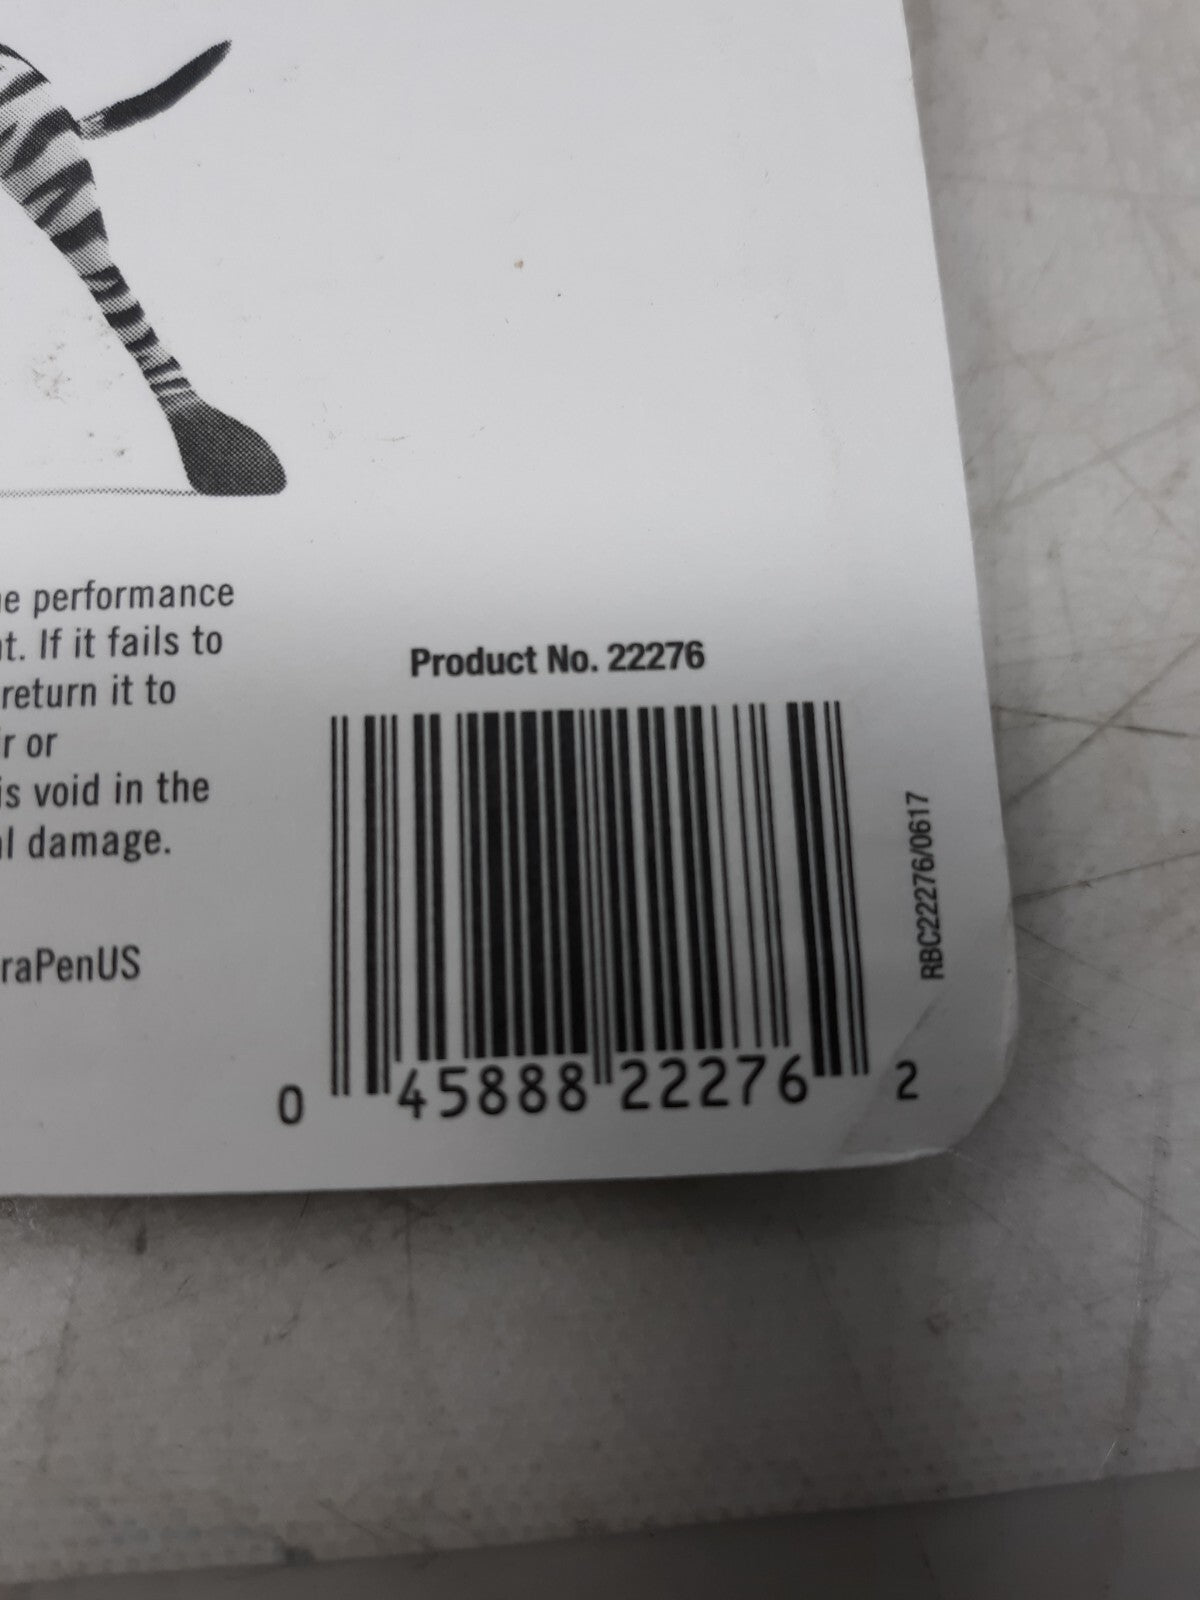 e performance
t. If it fails to
return it to
r or
is void in the
l damage.
raPenUS
Product No. 22276
0 45888 22276 2
RBC22276/0617